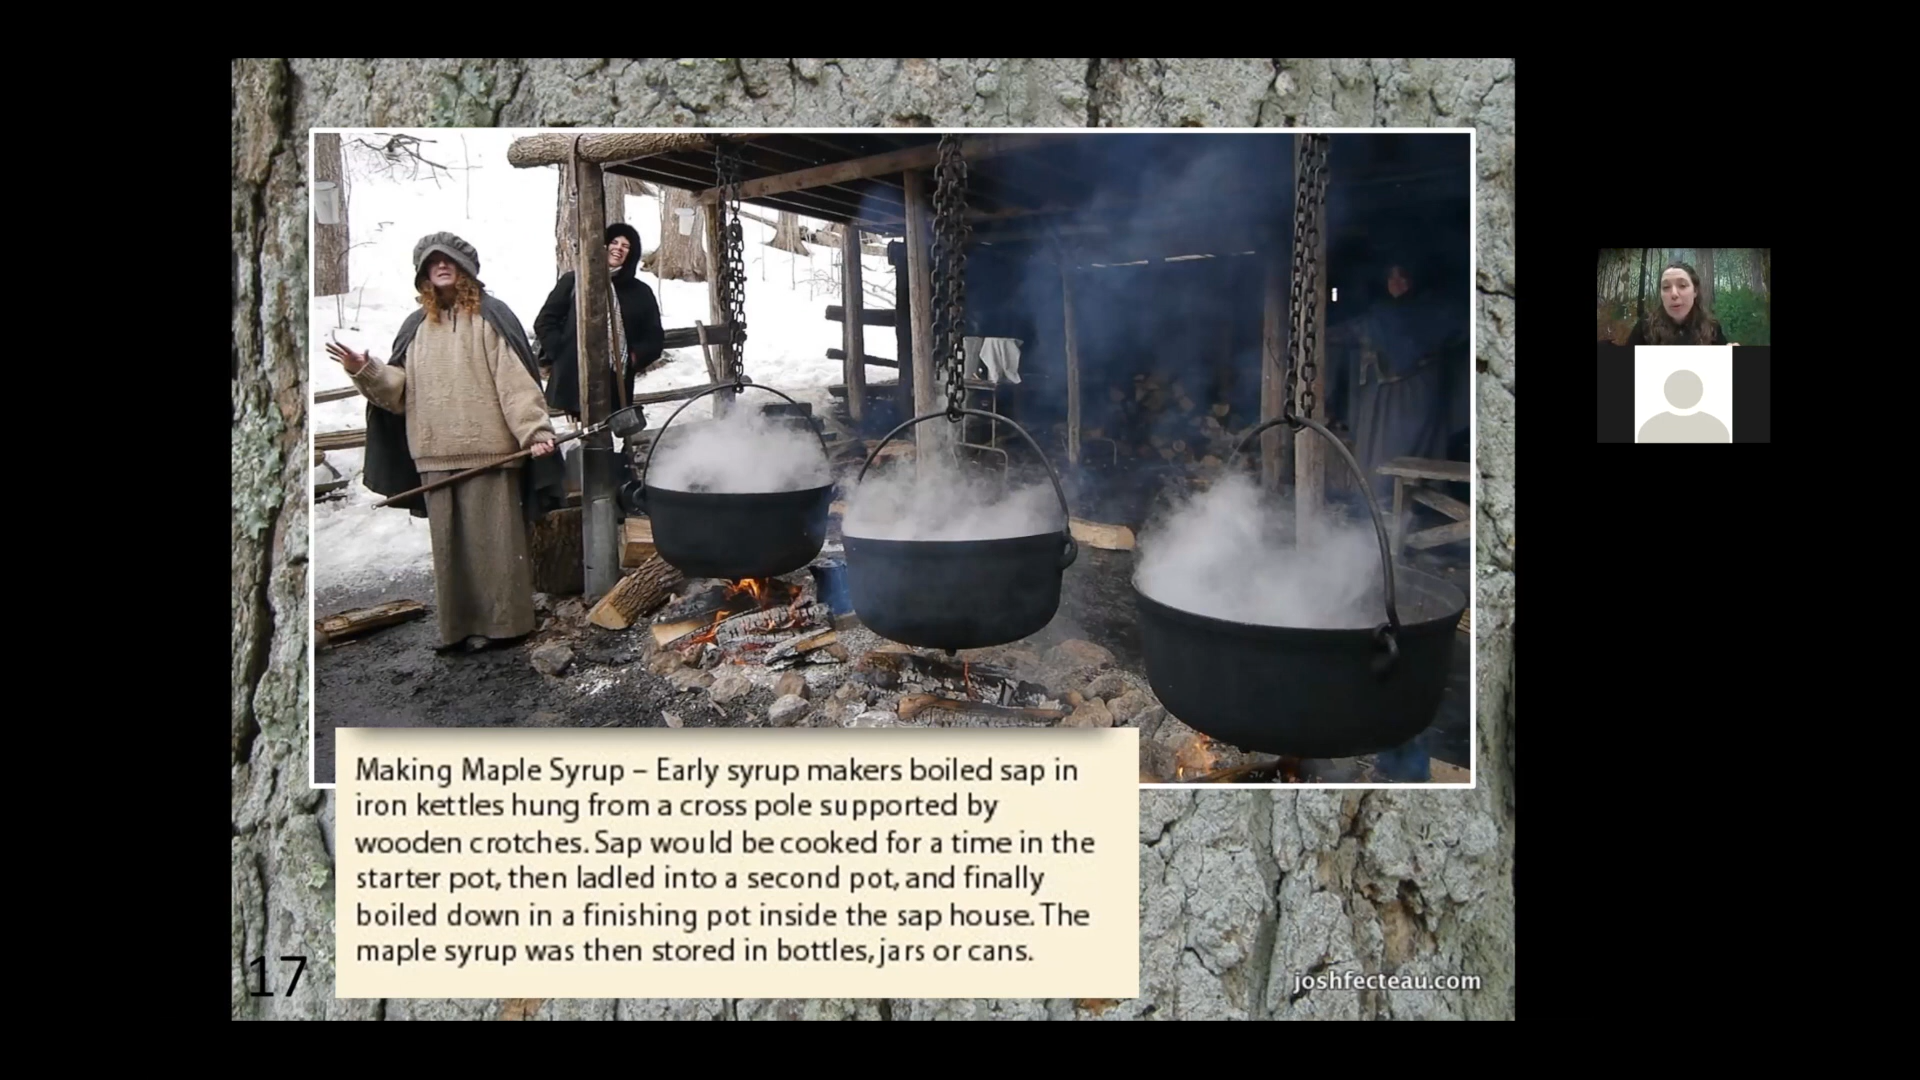 Making Maple Syrup – Early syrup makers boiled sap in
iron kettles hung from a cross pole supported by
wooden crotches. Sap would be cooked for a time in the
starter pot, then ladled into a second pot, and finally
boiled down in a finishing pot inside the sap house. The
maple syrup was then stored in bottles, jars or cans.
17
joshfecteau.com